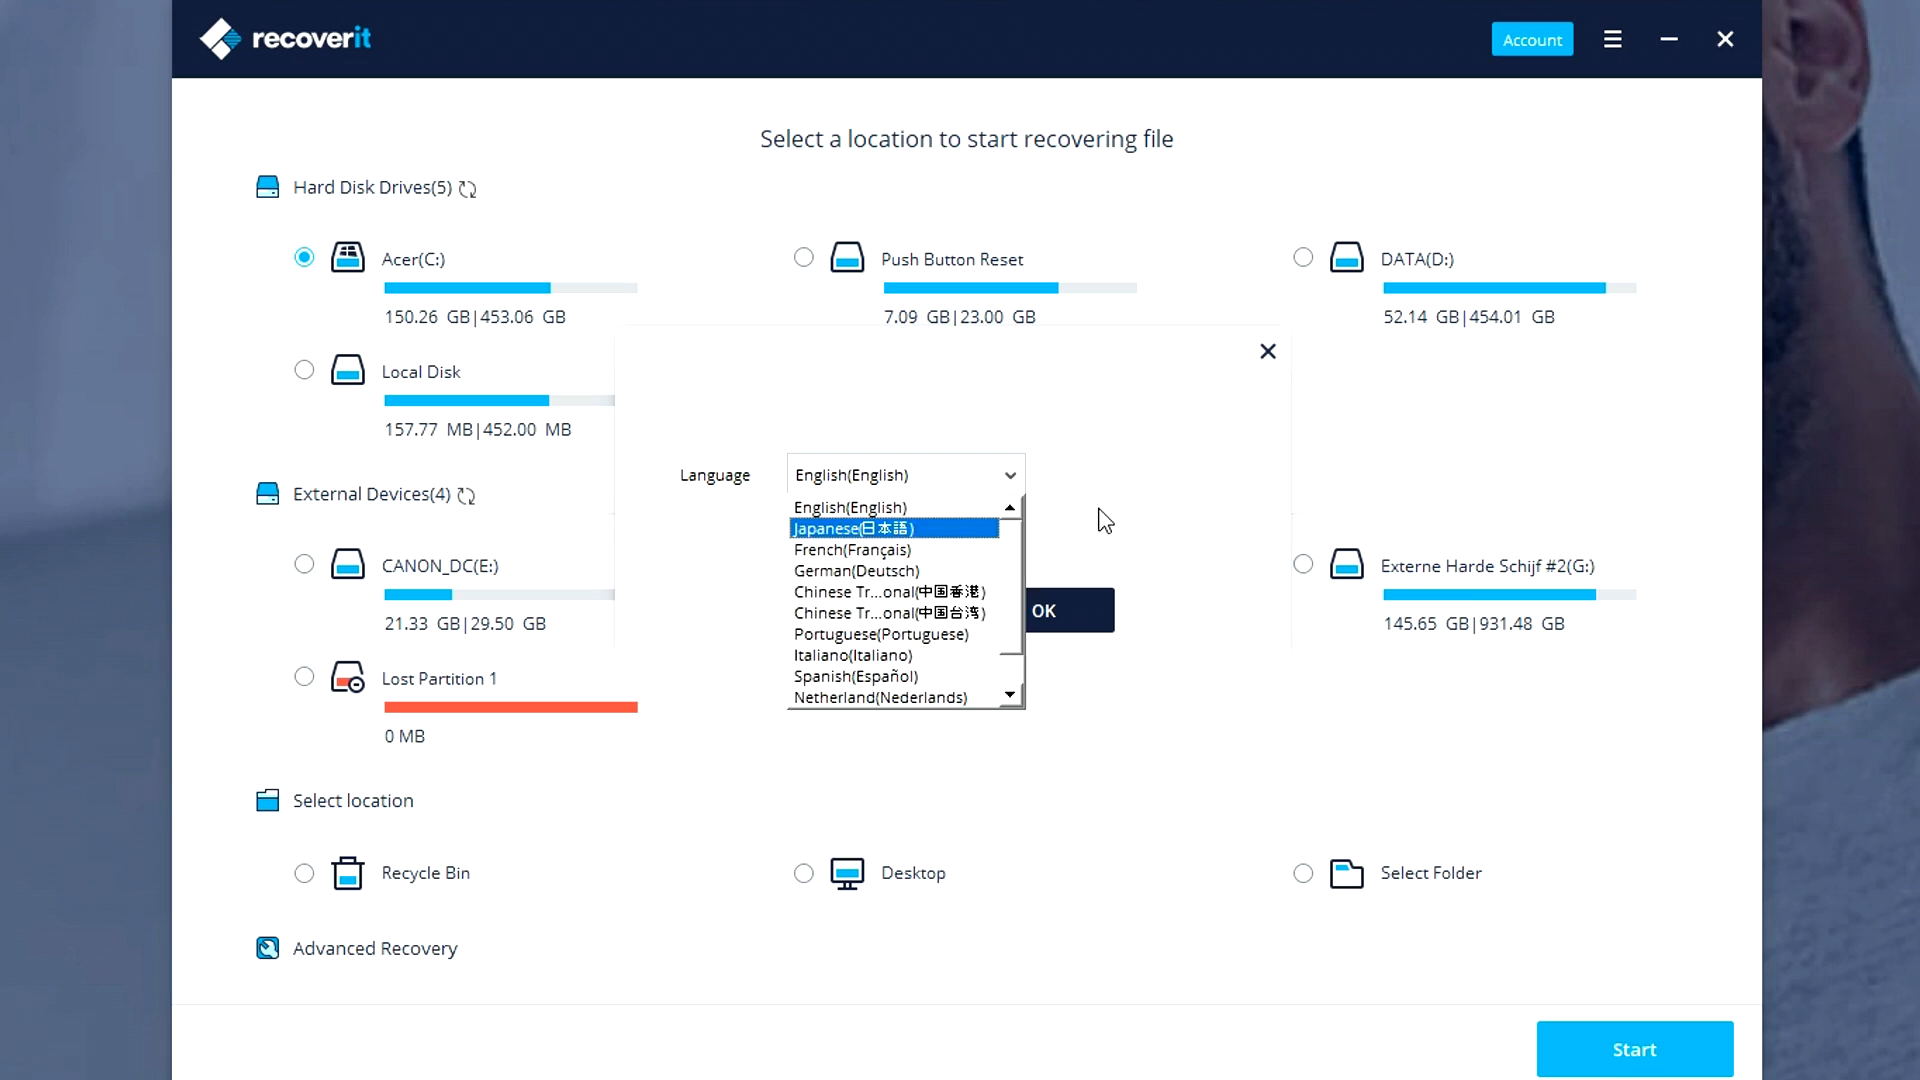 recoverit
Account
Select a location to start recovering file
Hard Disk Drives(5)
Acer(C:)
150.26 GB|453.06 GB
Push Button Reset
7.09 GB|23.00 GB
DATA(D:)
52.14 GB|454.01 GB
Local Disk
157.77 MB|452.00 MB
Language
English(English)
English(English)
Japanese(日本語)
French(Français)
German(Deutsch)
Chinese Tr...onal(中国香港)
Chinese Tr...onal(中国台湾)
Portuguese(Portuguese)
Italiano(Italiano)
Spanish(Español)
Netherland(Nederlands)
OK
External Devices(4)
CANON_DC(E:)
21.33 GB|29.50 GB
Externe Harde Schijf #2(G:)
145.65 GB|931.48 GB
Lost Partition 1
0 MB
Select location
Recycle Bin
Desktop
Select Folder
Advanced Recovery
Start